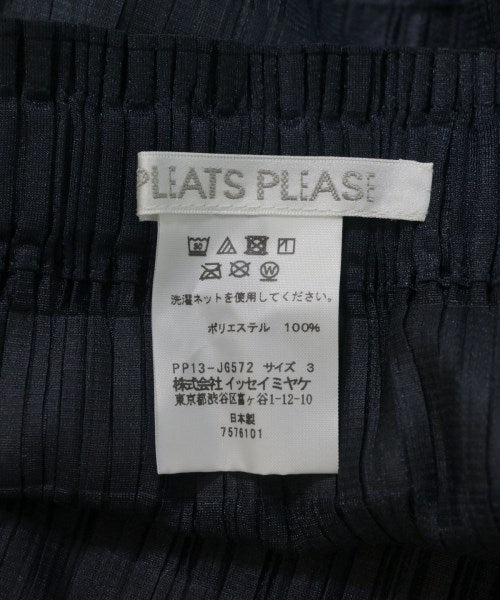 PLEATS PLEASE
30
W
洗濯ネットを使用してください。
ポリエステル 100%
PP13-JG572 サイズ 3
株式会社 イッセイ ミヤケ
東京都渋谷区富ヶ谷1-12-10
日本製
7576101